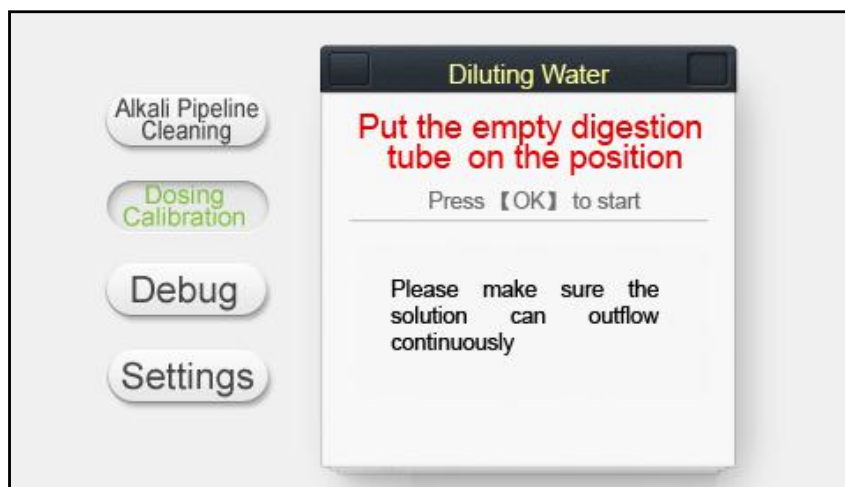 Alkali Pipeline
Cleaning
Dosing
Calibration
Debug
Settings
Diluting Water
Put the empty digestion
tube on the position
Press 【OK】 to start
Please make sure the
solution can outflow
continuously